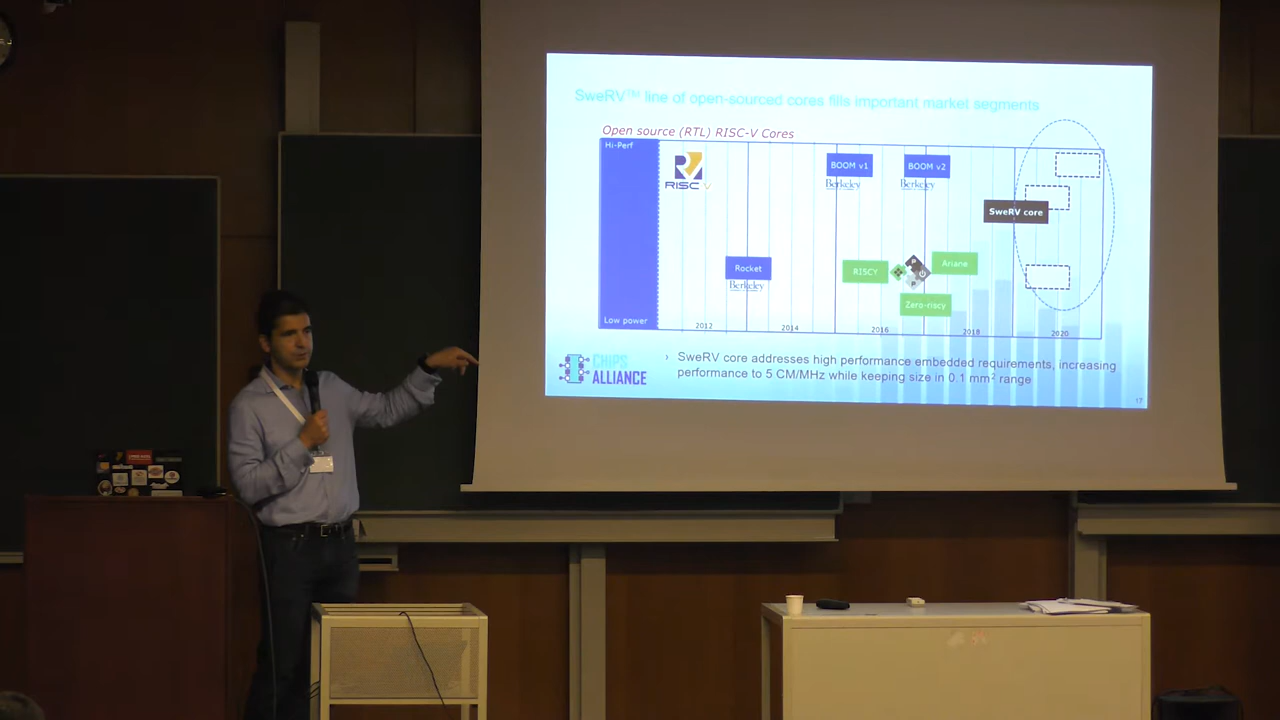 SweRV™ line of open-sourced cores fills important market segments
Open source (RTL) RISC-V Cores
Hi-Perf
RISC V
BOOM v1
Berkeley
BOOM v2
Berkeley
SweRV core
Rocket
Berkeley
RI5CY
P
Ariane
Zero-riscy
Low power
2012
2014
2016
2018
2020
CHIPS
ALLIANCE
› SweRV core addresses high performance embedded requirements, increasing
performance to 5 CM/MHz while keeping size in 0.1 mm² range
17